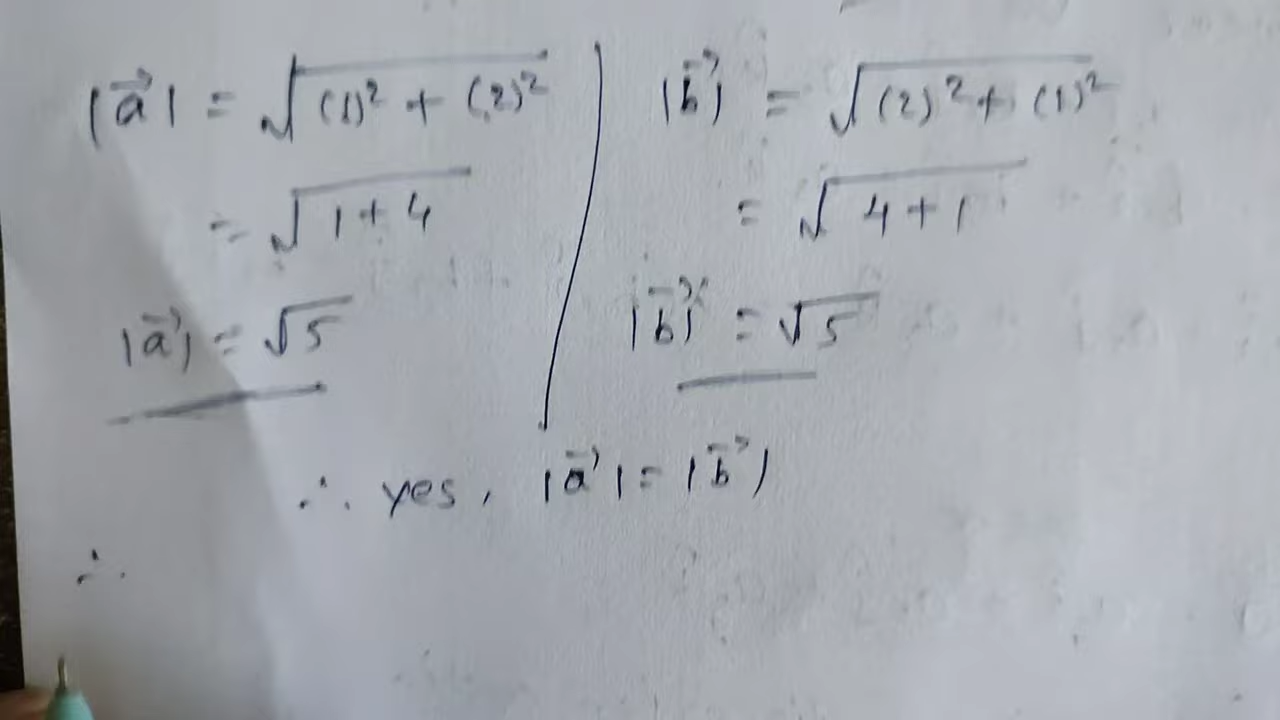 |a⃗| = √(1)² + (2)²
= √1 + 4
|a⃗| = √5
|b⃗| = √(2)² + (1)²
= √4 + 1
|b⃗| = √5
∴ yes, |a⃗| = |b⃗|
∴